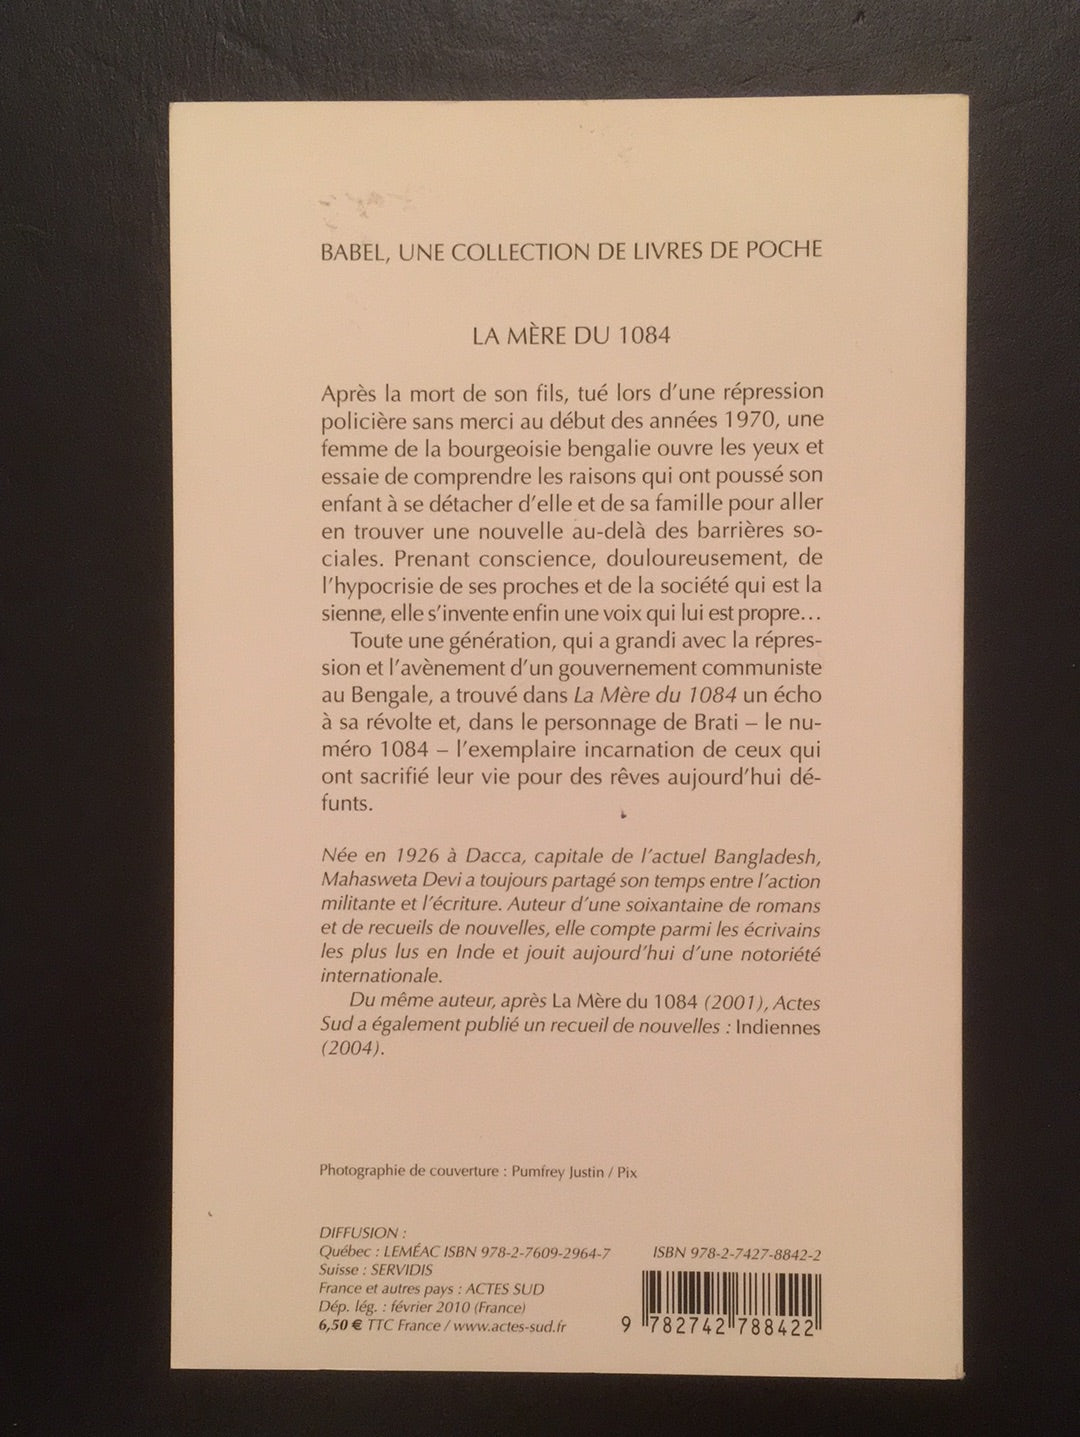 BABEL, UNE COLLECTION DE LIVRES DE POCHE
LA MÈRE DU 1084
Après la mort de son fils, tué lors d'une répression
policière sans merci au début des années 1970, une
femme de la bourgeoisie bengalie ouvre les yeux et
essaie de comprendre les raisons qui ont poussé son
enfant à se détacher d'elle et de sa famille pour aller
en trouver une nouvelle au-delà des barrières so-
ciales. Prenant conscience, douloureusement, de
l'hypocrisie de ses proches et de la société qui est la
sienne, elle s'invente enfin une voix qui lui est propre...
Toute une génération, qui a grandi avec la répres-
sion et l'avènement d'un gouvernement communiste
au Bengale, a trouvé dans La Mère du 1084 un écho
à sa révolte et, dans le personnage de Brati – le nu-
méro 1084 – l'exemplaire incarnation de ceux qui
ont sacrifié leur vie pour des rêves aujourd'hui dé-
funts.
Née en 1926 à Dacca, capitale de l'actuel Bangladesh,
Mahasweta Devi a toujours partagé son temps entre l'action
militante et l'écriture. Auteur d'une soixantaine de romans
et de recueils de nouvelles, elle compte parmi les écrivains
les plus lus en Inde et jouit aujourd'hui d'une notoriété
internationale.
Du même auteur, après La Mère du 1084 (2001), Actes
Sud a également publié un recueil de nouvelles : Indiennes
(2004).
Photographie de couverture : Pumfrey Justin / Pix
DIFFUSION :
Québec : LEMÉAC ISBN 978-2-7609-2964-7
Suisse : SERVIDIS
France et autres pays : ACTES SUD
Dép. lég. : février 2010 (France)
6,50 € TTC France / www.actes-sud.fr
ISBN 978-2-7427-8842-2
9 782742 788422